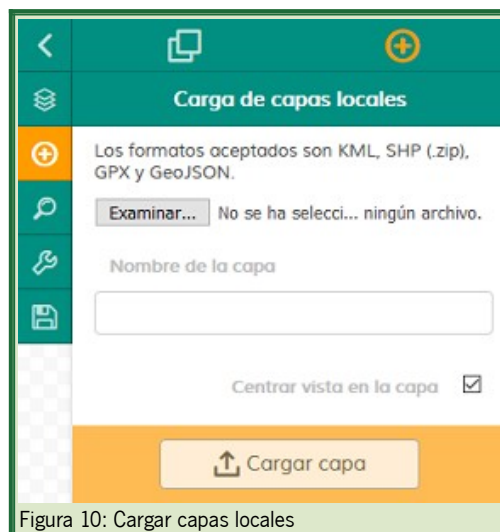 Carga de capas locales
Los formatos aceptados son KML, SHP (.zip),
GPX y GeoJSON.
Examinar... No se ha selecci... ningún archivo.
Nombre de la capa
Centrar vista en la capa
Cargar capa
Figura 10: Cargar capas locales